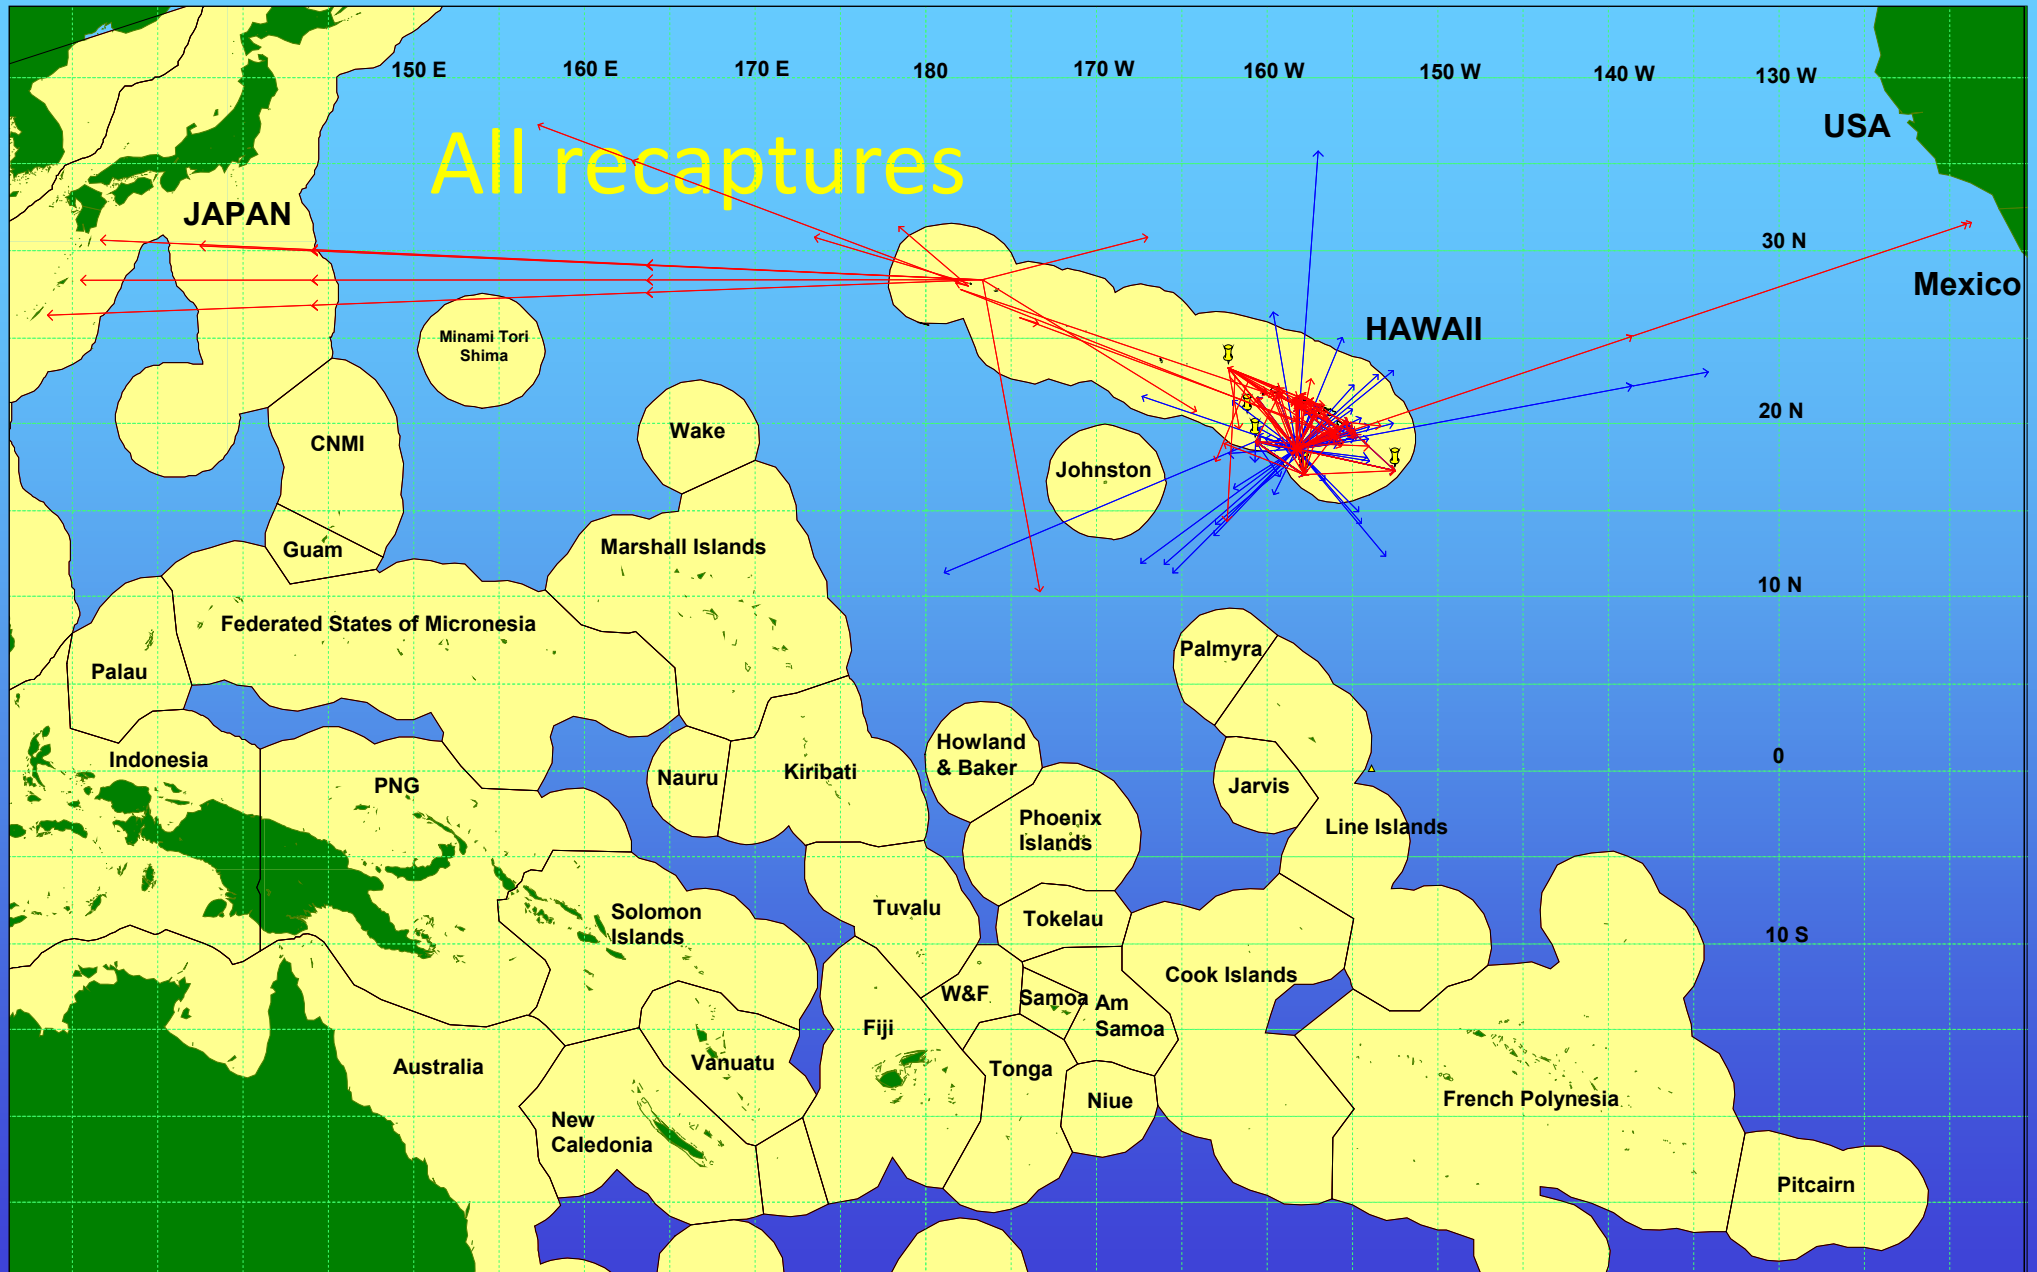 150 E
160 E
170 E
180
170 W
160 W
150 W
140 W
130 W
USA
All recaptures
JAPAN
30 N
Mexico
HAWAII
Minami Tori
Shima
20 N
CNMI
Wake
Johnston
Guam
Marshall Islands
10 N
Federated States of Micronesia
Palau
Palmyra
Indonesia
PNG
Nauru
Kiribati
Howland
& Baker
Jarvis
0
Phoenix
Islands
Line Islands
Solomon
Islands
Tuvalu
Tokelau
10 S
Cook Islands
W&F
Samoa
Am
Samoa
Fiji
Australia
Vanuatu
Tonga
Niue
French Polynesia
New
Caledonia
Pitcairn